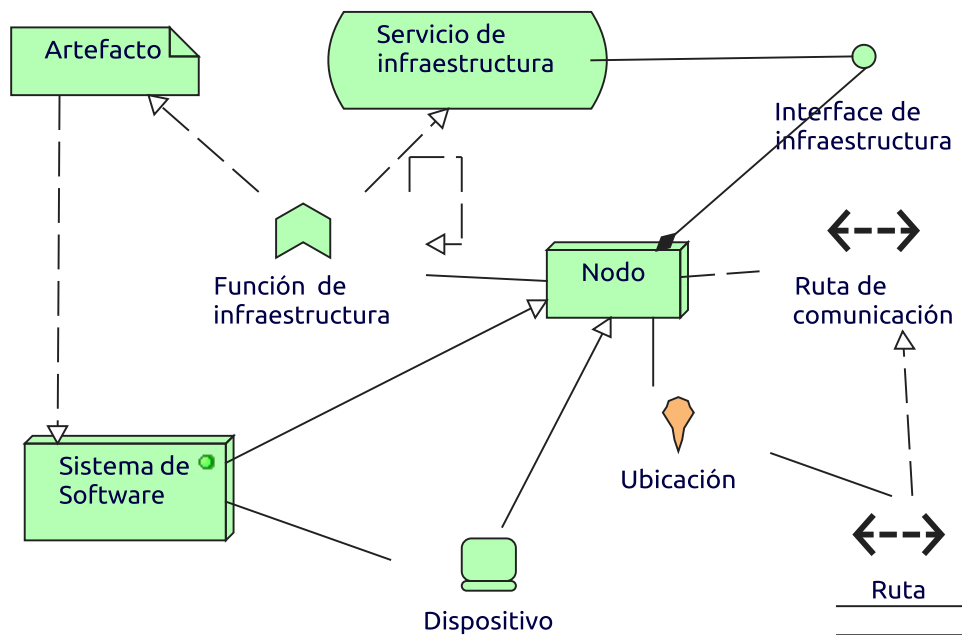 Artefacto
Servicio de
infraestructura
Interface de
infraestructura
Función de
infraestructura
Nodo
Ruta de
comunicación
Sistema de
Software
Ubicación
Dispositivo
Ruta